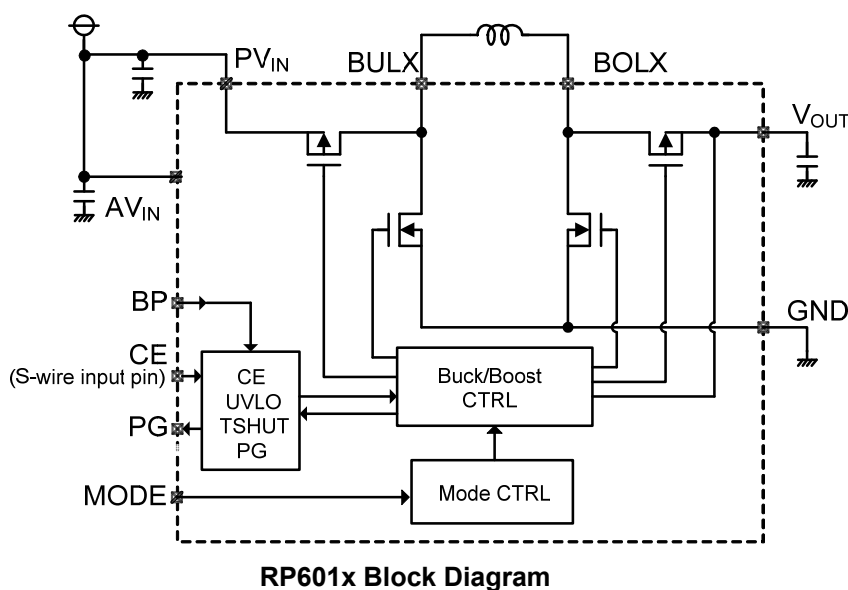 PVIN
BULX
BOLX
VOUT
AVIN
BP
GND
CE
(S-wire input pin)
CE
UVLO
TSHUT
PG
Buck/Boost
CTRL
PG
MODE
Mode CTRL
RP601x Block Diagram